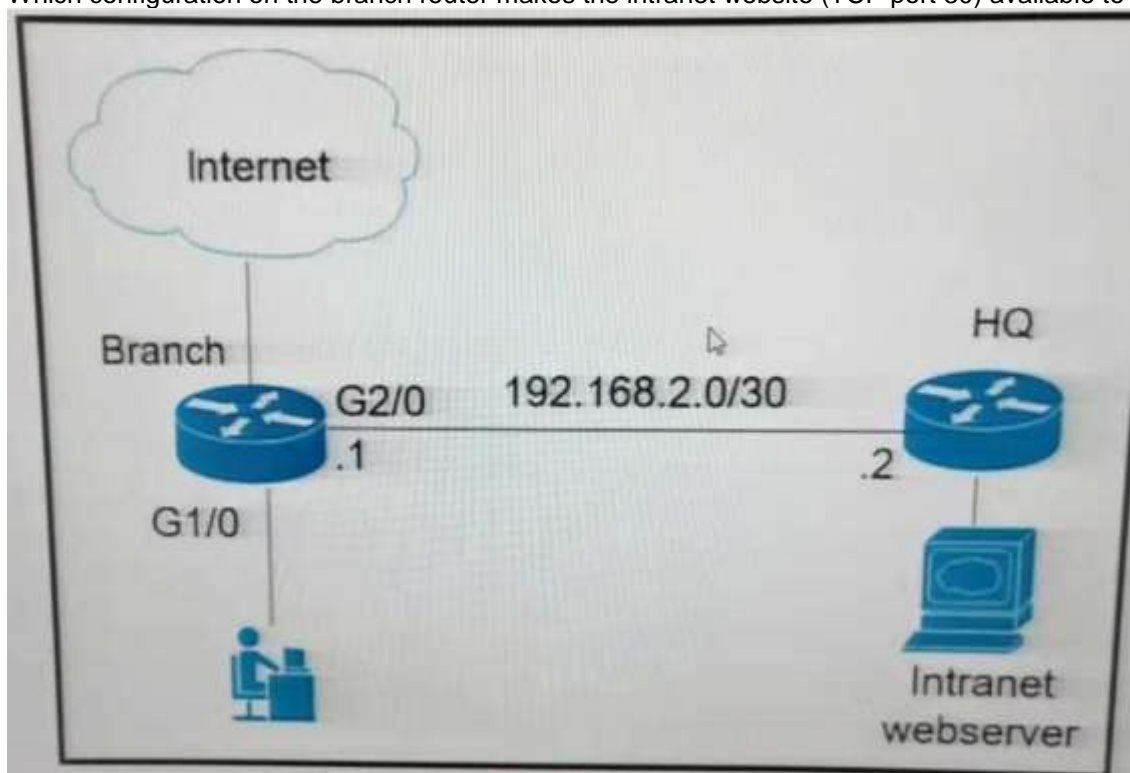 Which configuration on the branch router makes the intranet website (TCP port 80) available to
Internet
Branch
HQ
G2/0
192.168.2.0/30
.1
.2
G1/0
Intranet
webserver